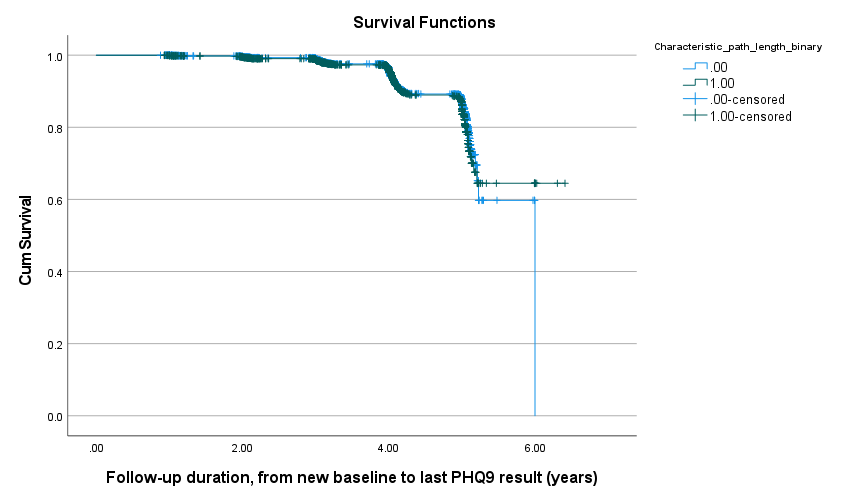 Survival Functions
Characteristic_path_length_binary
.00
1.00
.00-censored
1.00-censored
Cum Survival
1.0
0.8
0.6
0.4
0.2
0.0
.00 2.00 4.00 6.00
Follow-up duration, from new baseline to last PHQ9 result (years)